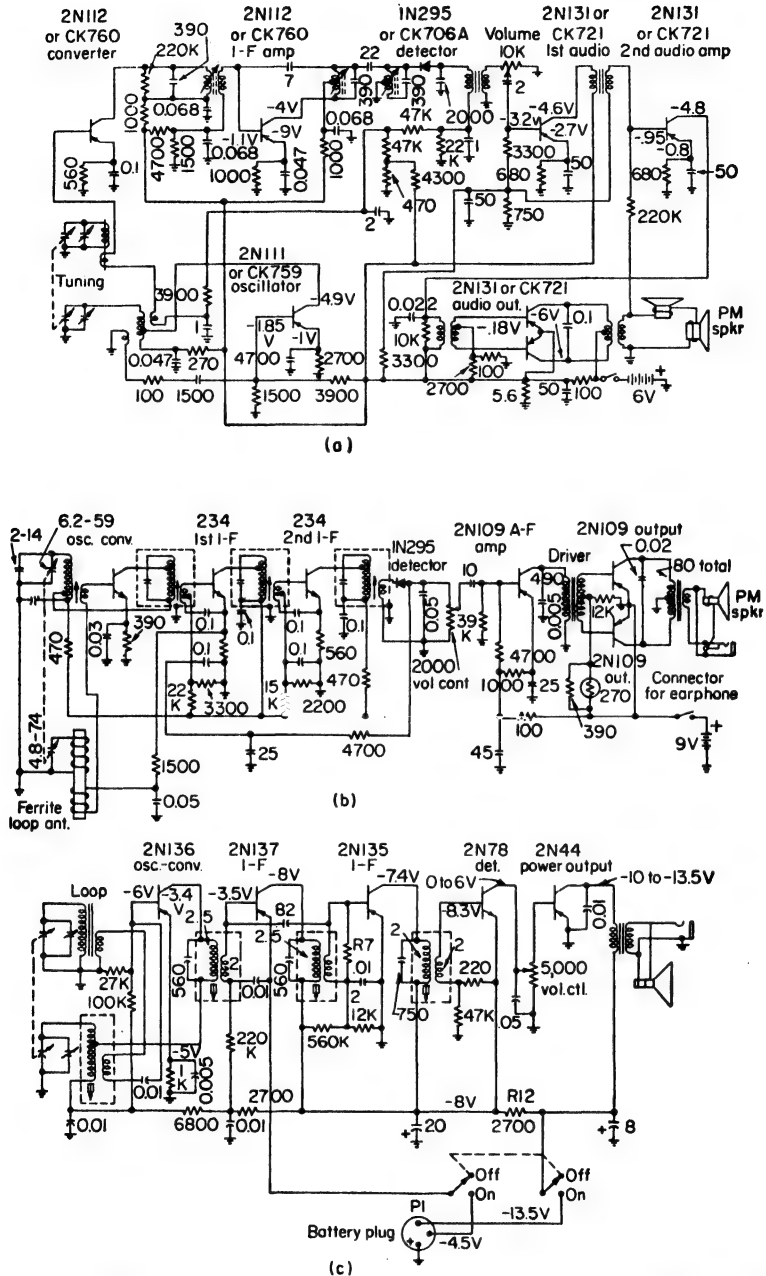 2N112
or CK760
converter
390
220K
2N112
or CK760
I-F amp
22
7
1N295
or CK706A
detector
Volume
10K
2N131 or
CK721
1st audio
2N131
or CK721
2nd audio amp
390
390
2
0.068
1000
-4V
-9V
-1.1V
0.068
2000
47K
-4.6V
-3.2V
-2.7V
-4.8
-.95
-0.8
560
0.1
4700
1500
0.068
1000
0.047
1000
47K
22
K
1
3300
680
50
680
50
4300
470
50
750
220K
2
Tuning
2N111
or CK759
oscillator
3900
-4.9V
-1.85
V
-1V
1
2N131 or CK721
audio out.
0.022
-6V
0.1
PM
spkr
10K
-.18V
0.047
270
4700
2700
3300
100
2700
100
1500
1500
3900
5.6
50
100
+
6V
(a)
2-14
6.2-59
osc. conv.
234
1st I-F
234
2nd I-F
1N295
detector
2N109 A-F
amp
Driver
2N109 output
0.02
80 total
PM
spkr
10
490
0.005
12K
0.03
390
470
0.1
0.1
0.1
0.1
0.1
0.1
560
470
0.05
2000
vol cont
39
K
4700
1000
25
2N109
out.
270
Connector
for earphone
22
K
3300
15
K
2200
4.8-74
25
4700
100
45
390
9V
+
1500
0.05
Ferrite
loop ant.
(b)
2N136
osc.-conv.
2N137
I-F
2N135
I-F
2N78
det.
2N44
power output
Loop
-6V
-3.4
V
-3.5V
-8V
-7.4V
0 to 6V
-8.3V
-10 to -13.5V
2.5
82
2.5
2
2
0.01
27K
100K
560
2
0.01
560
R7
.01
2
12K
560K
750
220
47K
.05
5,000
vol.ctl.
220
K
-5V
1
K
0.005
0.01
0.01
6800
2700
0.01
-8V
R12
2700
+
20
+
8
Off
On
Off
On
P1
Battery plug
+
-13.5V
-4.5V
(c)